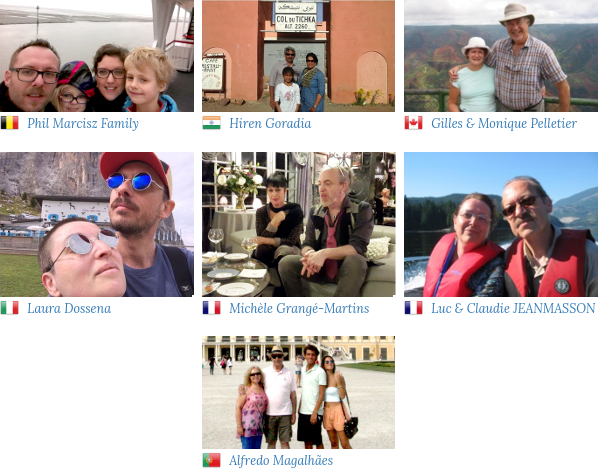 COL DU TICHKA
ALT. 2260
CAFE
Phil Marcisz Family
Hiren Goradia
Gilles & Monique Pelletier
Laura Dossena
Michèle Grangé-Martins
Luc & Claudie JEANMASSON
Alfredo Magalhães